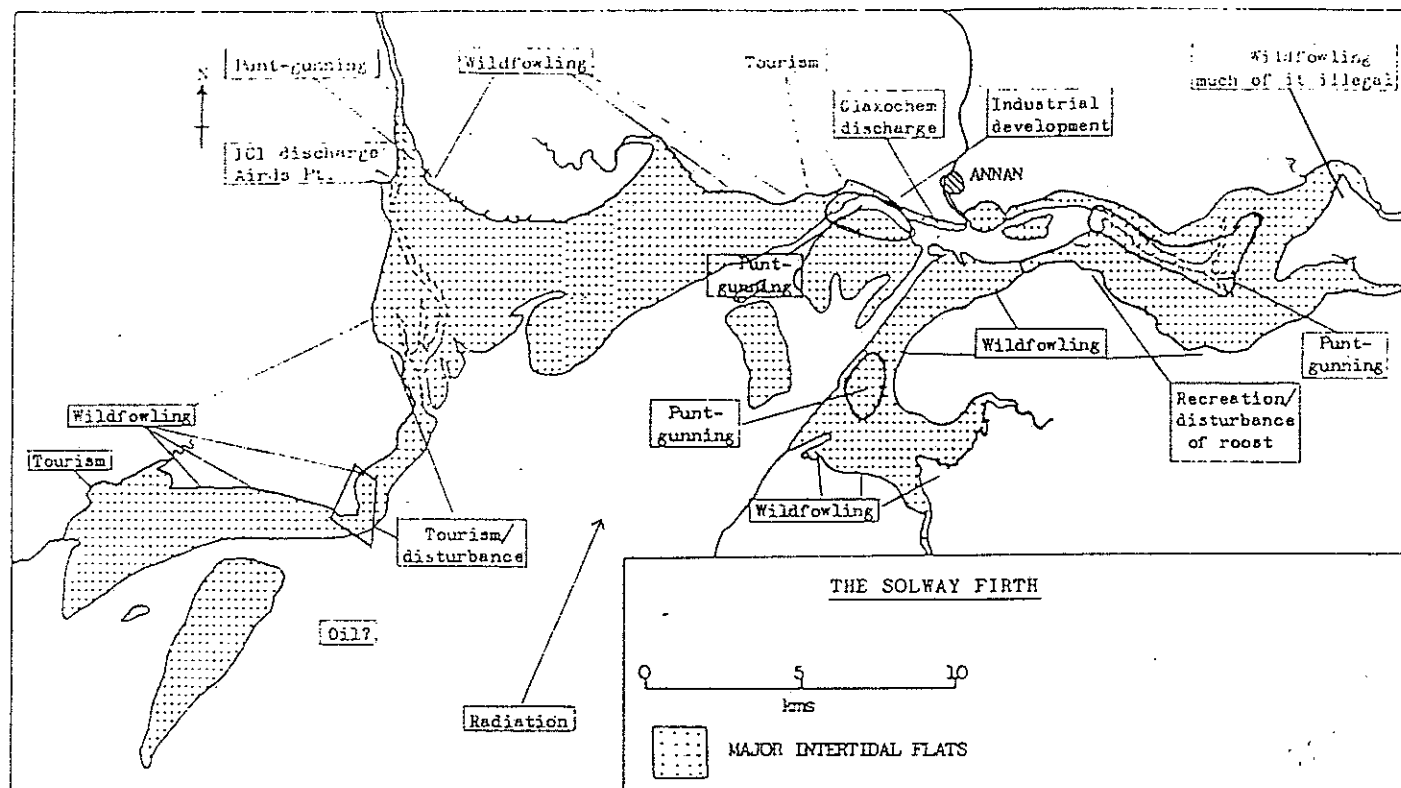 N
Punt-gunning
Wildfowling
Tourism
Wildfowling
much of it illegal
Glaxochem
discharge
Industrial
development
ICI discharge
Airds Pt.
ANNAN
Punt-
gunning
Wildfowling
Punt-
gunning
Wildfowling
Tourism
Punt-
gunning
Recreation/
disturbance
of roost
Wildfowling
Tourism/
disturbance
THE SOLWAY FIRTH
Oil?
0 5 10
kms
Radiation
MAJOR INTERTIDAL FLATS